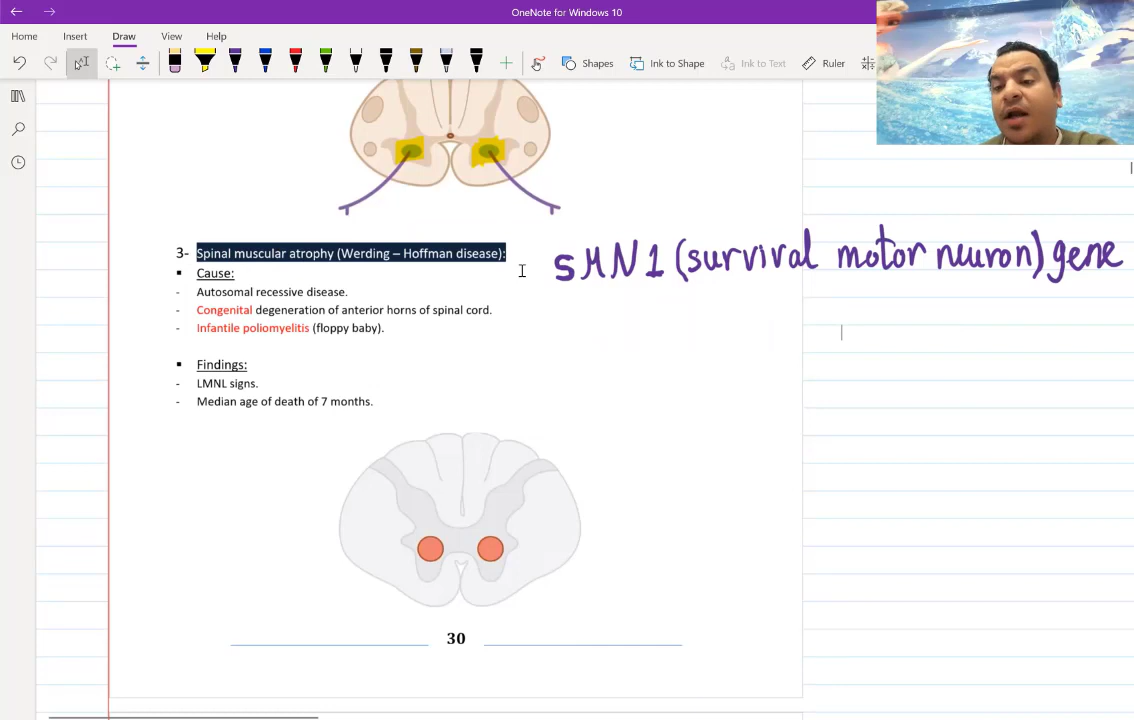 OneNote for Windows 10
Home Insert Draw View Help
Shapes Ink to Shape Ink to Text Ruler
3- Spinal muscular atrophy (Werding – Hoffman disease):
SMN1 (survival motor neuron) gene
▪ Cause:
- Autosomal recessive disease.
- Congenital degeneration of anterior horns of spinal cord.
- Infantile poliomyelitis (floppy baby).
▪ Findings:
- LMNL signs.
- Median age of death of 7 months.
30